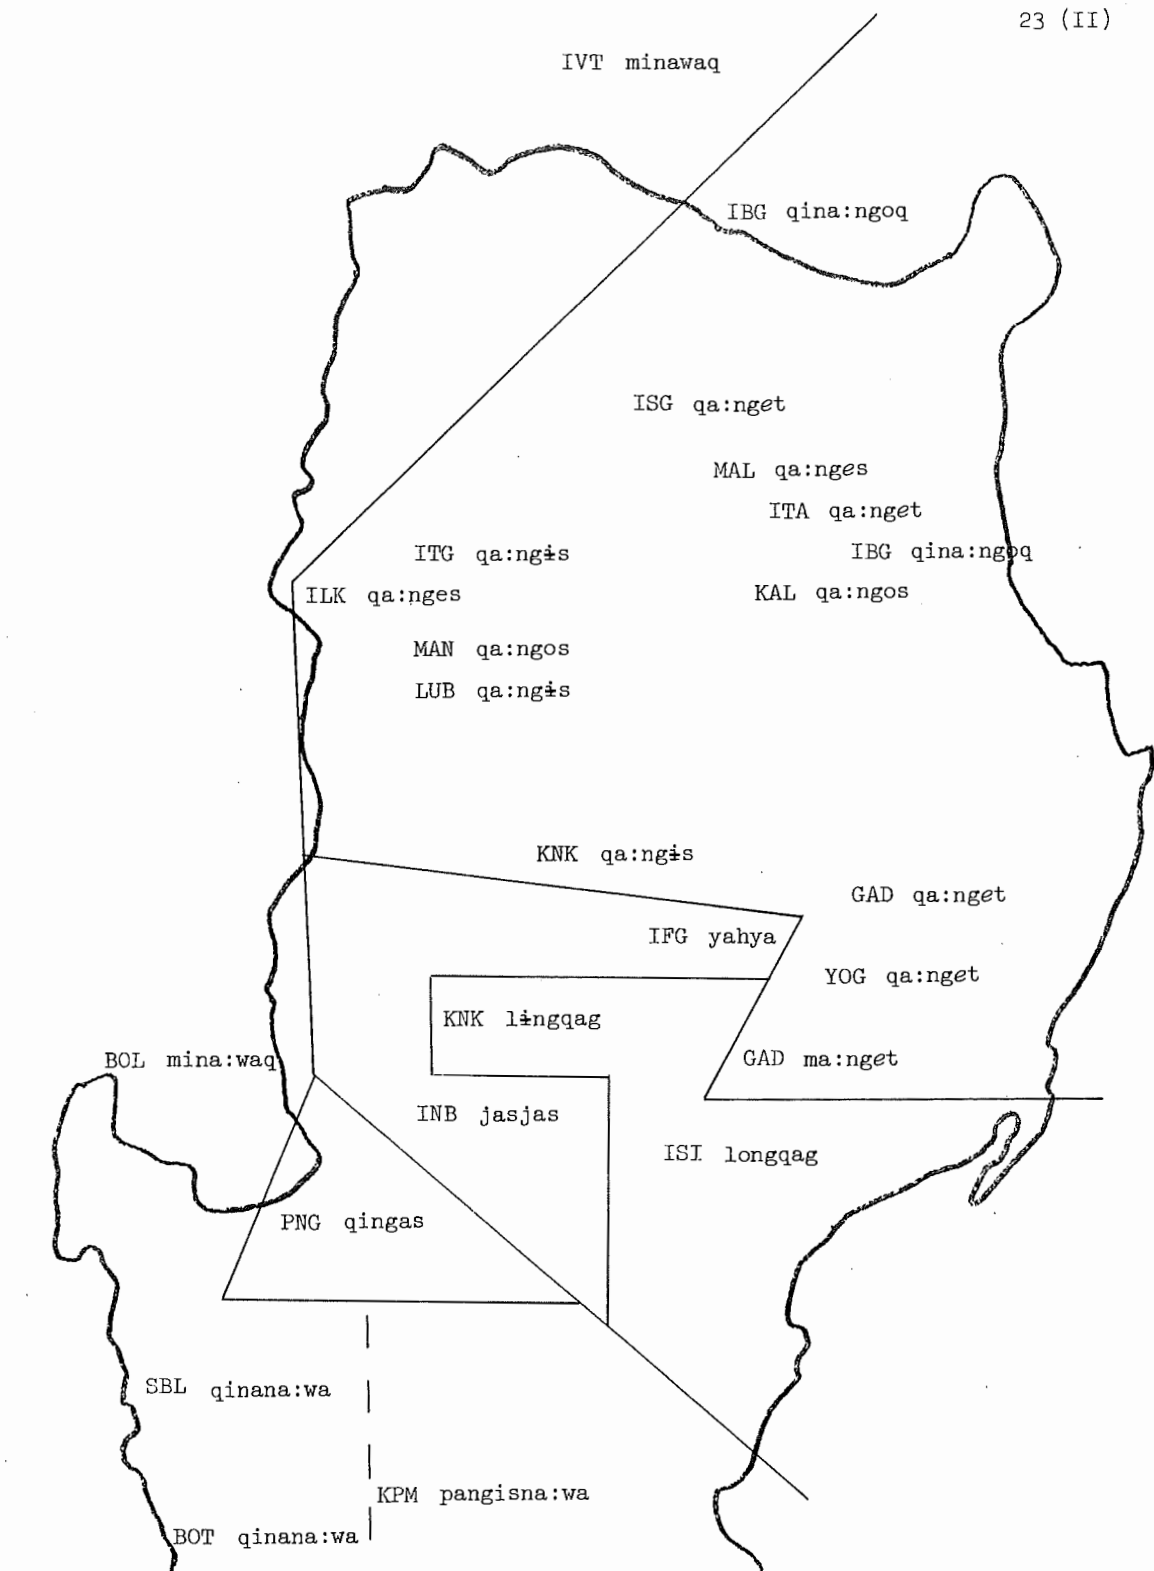 23 (II)
IVT minawaq
IBG qina:ngoq
ISG qa:nget
MAL qa:nges
ITA qa:nget
ITG qa:ngɨs
IBG qina:ngoq
ILK qa:nges
KAL qa:ngos
MAN qa:ngos
LUB qa:ngɨs
KNK qa:ngɨs
GAD qa:nget
IFG yahya
YOG qa:nget
KNK lɨngqag
BOL mina:waq
GAD ma:nget
INB jasjas
ISI longqag
PNG qingas
SBL qinana:wa
KPM pangisna:wa
BOT qinana:wa